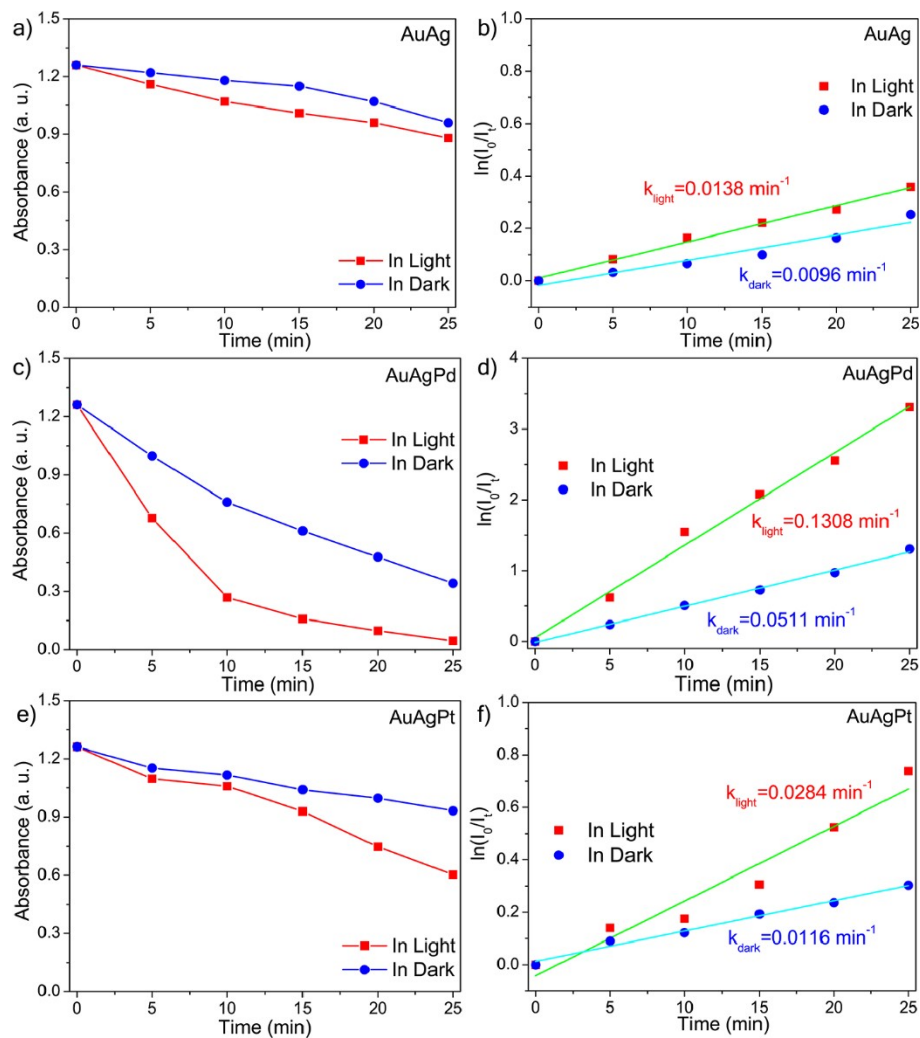 a)
AuAg
Absorbance (a. u.)
1.5
1.2
0.9
0.6
0.3
0.0
In Light
In Dark
0 5 10 15 20 25
Time (min)
b)
AuAg
ln(I0/It)
1.0
0.8
0.6
0.4
0.2
0.0
In Light
In Dark
klight=0.0138 min-1
kdark=0.0096 min-1
0 5 10 15 20 25
Time (min)
c)
AuAgPd
Absorbance (a. u.)
1.5
1.2
0.9
0.6
0.3
0.0
In Light
In Dark
0 5 10 15 20 25
Time (min)
d)
AuAgPd
ln(I0/It)
4
3
2
1
0
In Light
In Dark
klight=0.1308 min-1
kdark=0.0511 min-1
0 5 10 15 20 25
Time (min)
e)
AuAgPt
Absorbance (a. u.)
1.5
1.2
0.9
0.6
0.3
0.0
In Light
In Dark
0 5 10 15 20 25
Time (min)
f)
AuAgPt
ln(I0/It)
1.0
0.8
0.6
0.4
0.2
0.0
klight=0.0284 min-1
In Light
In Dark
kdark=0.0116 min-1
0 5 10 15 20 25
Time (min)